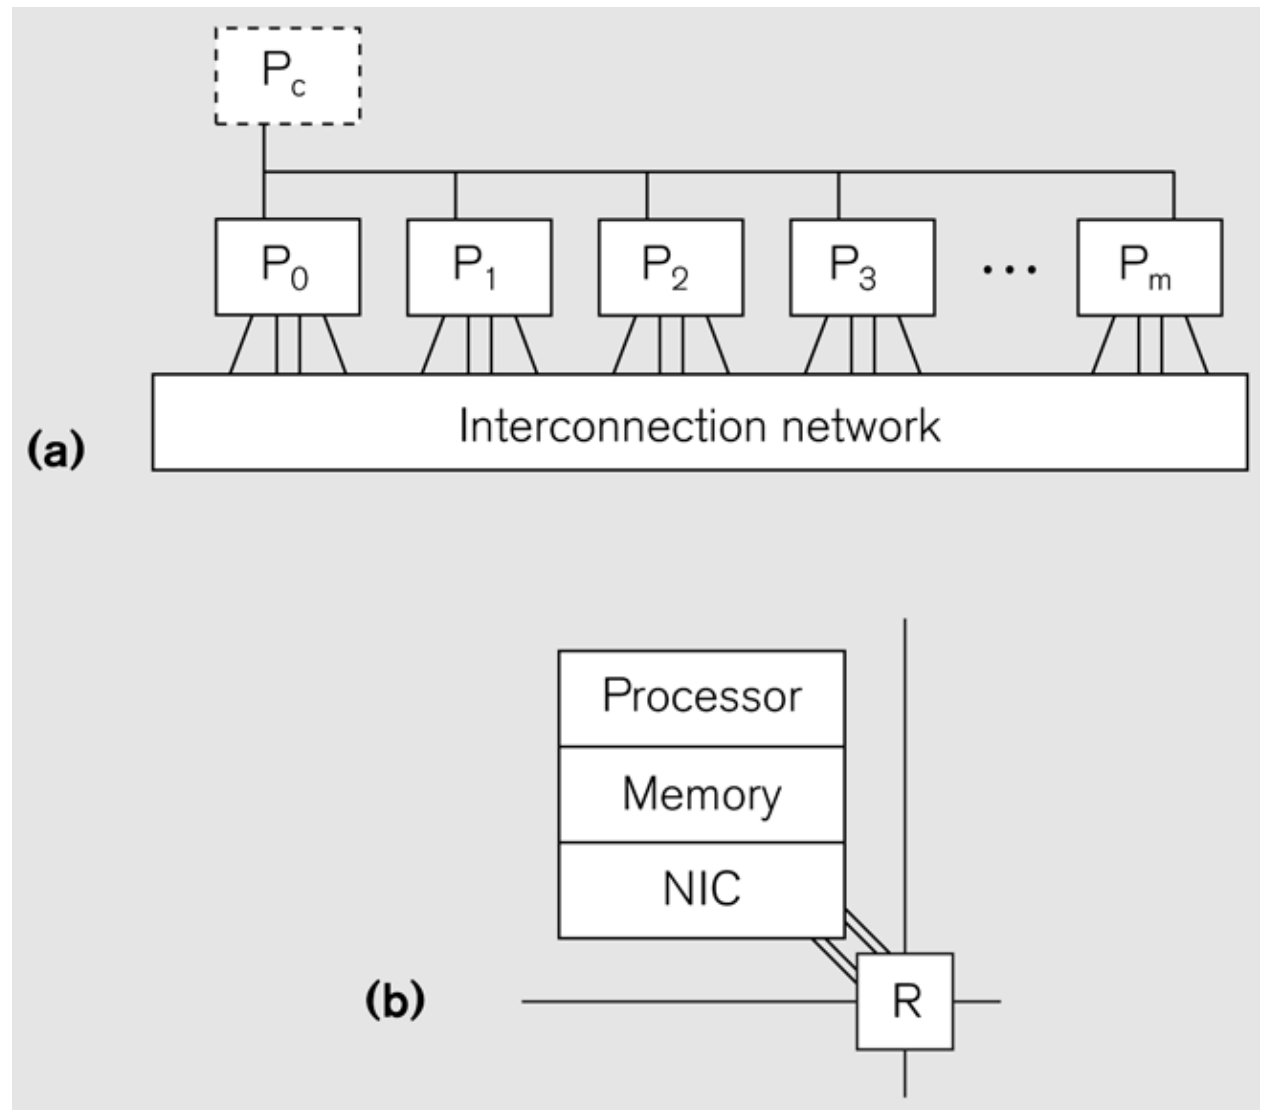 Pc
P0 P1 P2 P3 ... Pm
Interconnection network
(a)
Processor
Memory
NIC
R
(b)